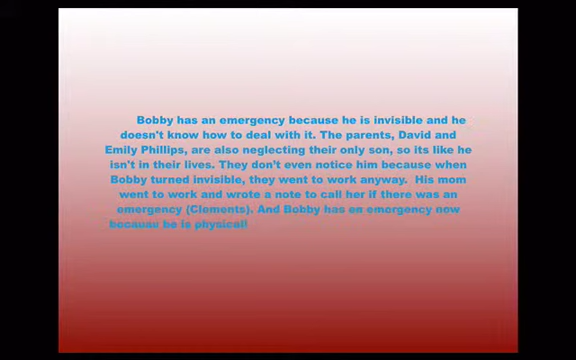 Bobby has an emergency because he is invisible and he
doesn't know how to deal with it. The parents, David and
Emily Phillips, are also neglecting their only son, so its like he
isn't in their lives. They don't even notice him because when
Bobby turned invisible, they went to work anyway. His mom
went to work and wrote a note to call her if there was an
emergency (Clements). And Bobby has an emergency now
because he is physicall